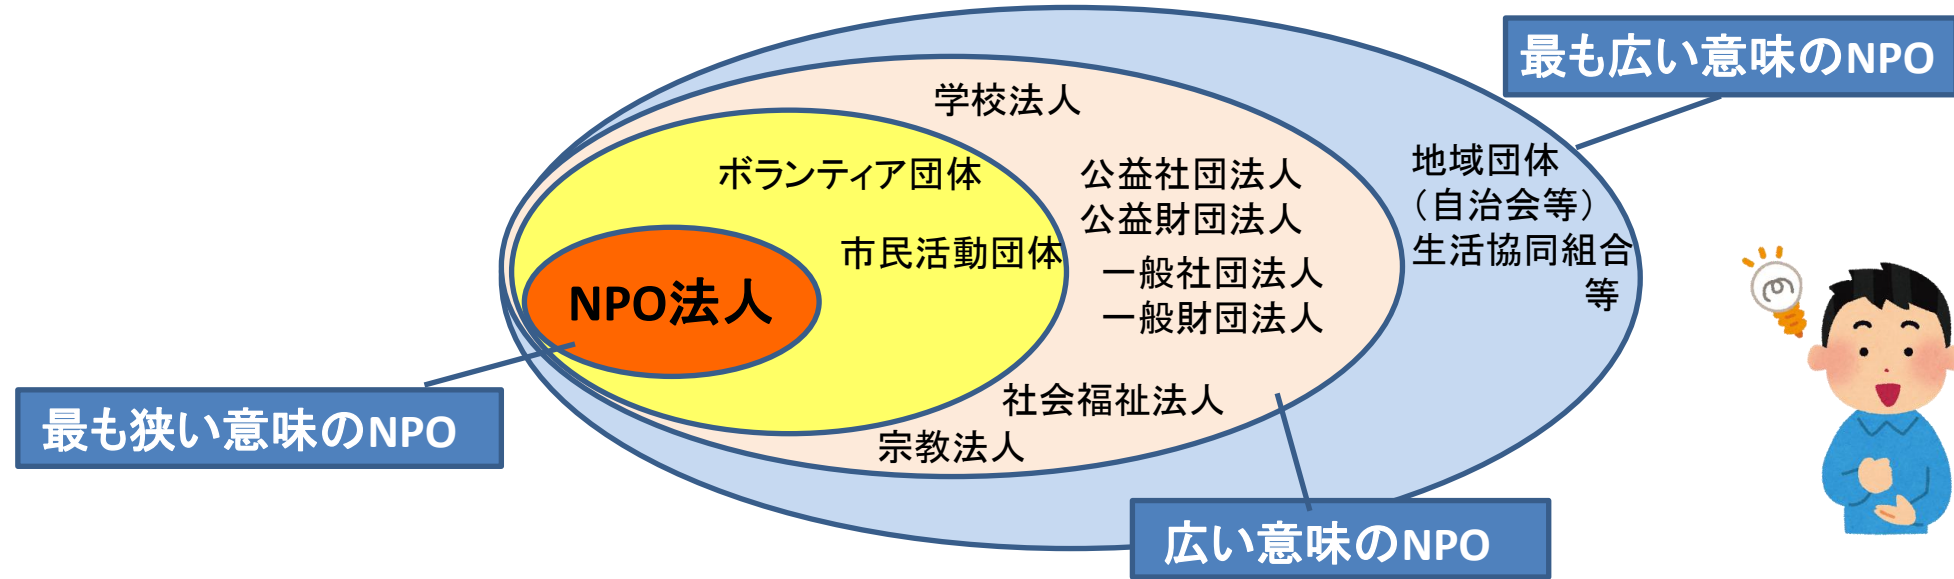 最も広い意味のNPO
学校法人
ボランティア団体
公益社団法人
公益財団法人
地域団体
（自治会等）
生活協同組合
等
市民活動団体
一般社団法人
一般財団法人
NPO法人
社会福祉法人
宗教法人
最も狭い意味のNPO
広い意味のNPO